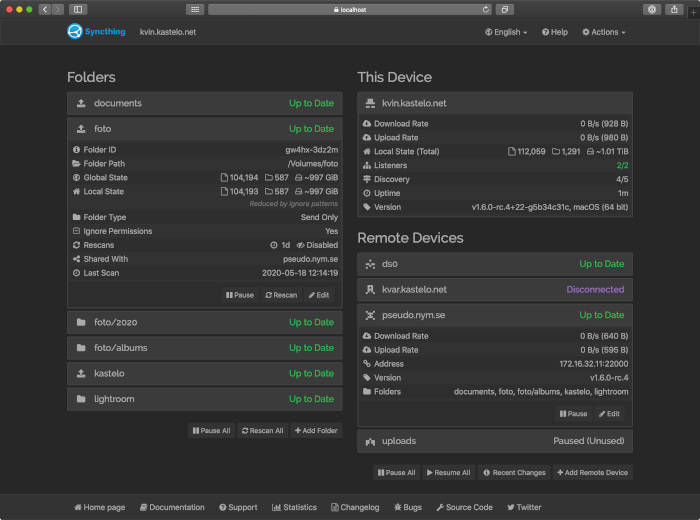 localhost
Syncthing
kvin.kastelo.net
English
Help
Actions
Folders
documents Up to Date
foto Up to Date
Folder ID gw4hx-3dz2m
Folder Path /Volumes/foto
Global State 104,194 587 ~997 GiB
Local State 104,193 587 ~997 GiB
Reduced by ignore patterns
Folder Type Send Only
Ignore Permissions Yes
Rescans 1d Disabled
Shared With pseudo.nym.se
Last Scan 2020-05-18 12:14:19
Pause Rescan Edit
foto/2020 Up to Date
foto/albums Up to Date
kastelo Up to Date
lightroom Up to Date
Pause All Rescan All Add Folder
This Device
kvin.kastelo.net
Download Rate 0 B/s (928 B)
Upload Rate 0 B/s (980 B)
Local State (Total) 112,059 1,291 ~1.01 TiB
Listeners 2/2
Discovery 4/5
Uptime 1m
Version v1.6.0-rc.4+22-g5b34c31c, macOS (64 bit)
Remote Devices
ds0 Up to Date
kvar.kastelo.net Disconnected
pseudo.nym.se Up to Date
Download Rate 0 B/s (640 B)
Upload Rate 0 B/s (595 B)
Address 172.16.32.11:22000
Version v1.6.0-rc.4
Folders documents, foto, foto/albums, kastelo, lightroom
Pause Edit
uploads Paused (Unused)
Pause All Resume All Recent Changes Add Remote Device
Home page Documentation Support Statistics Changelog Bugs Source Code Twitter